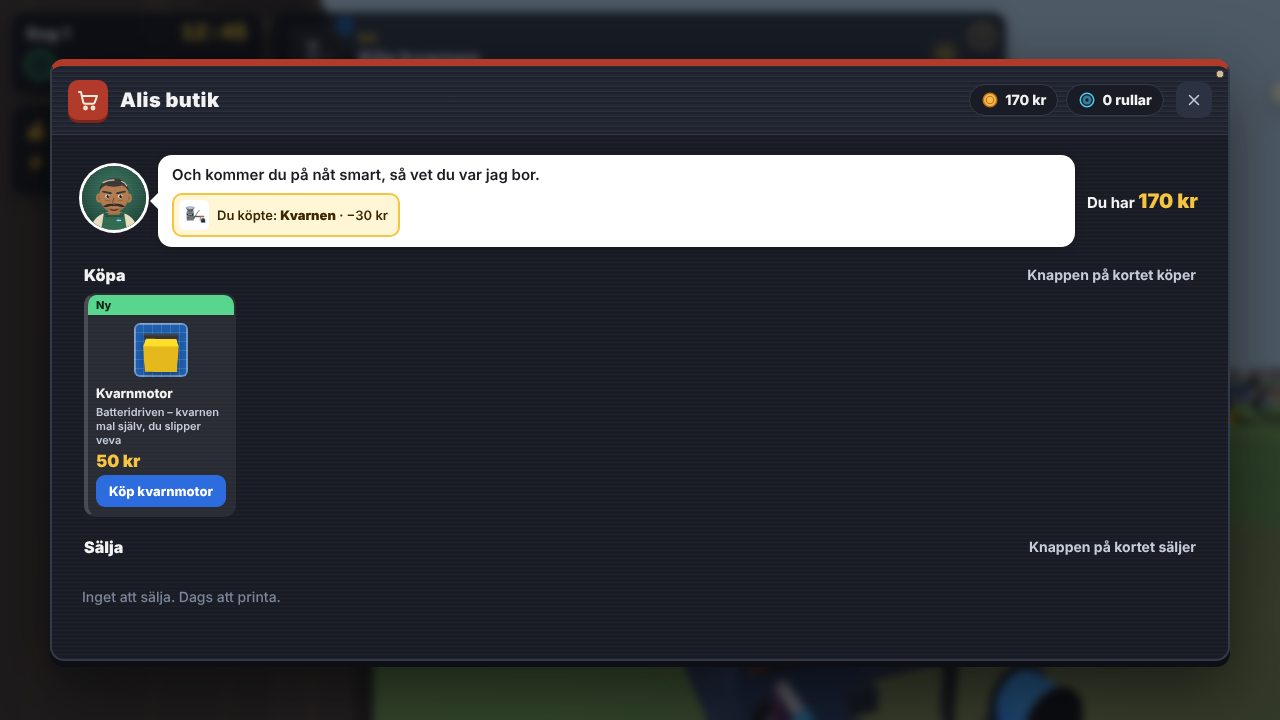 Alis butik
170 kr
0 rullar
Och kommer du på nåt smart, så vet du var jag bor.
Du köpte: Kvarnen · −30 kr
Du har 170 kr
Köpa
Knappen på kortet köper
Ny
Kvarnmotor
Batteridriven – kvarnen
mal själv, du slipper
veva
50 kr
Köp kvarnmotor
Sälja
Knappen på kortet säljer
Inget att sälja. Dags att printa.